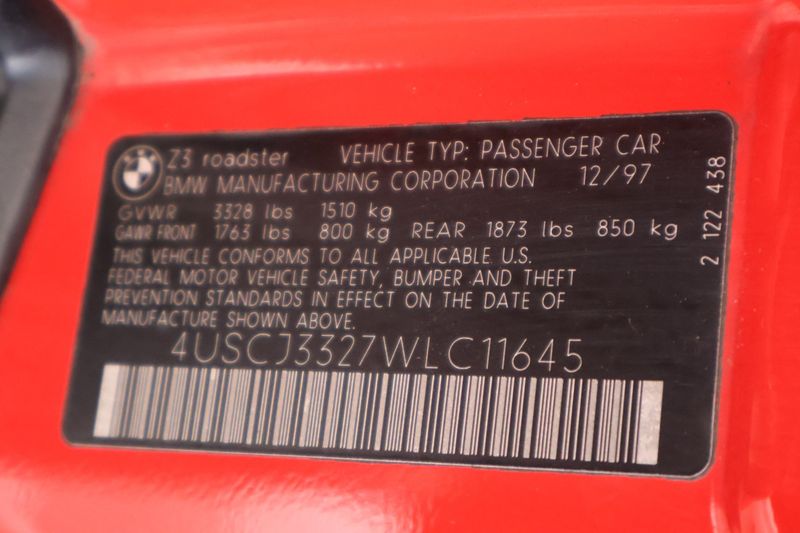 BMW
Z3 roadster VEHICLE TYP: PASSENGER CAR
BMW MANUFACTURING CORPORATION 12/97
GVWR 3328 lbs 1510 kg
GAWR FRONT 1763 lbs 800 kg REAR 1873 lbs 850 kg
THIS VEHICLE CONFORMS TO ALL APPLICABLE U.S.
FEDERAL MOTOR VEHICLE SAFETY, BUMPER AND THEFT
PREVENTION STANDARDS IN EFFECT ON THE DATE OF
MANUFACTURE SHOWN ABOVE.
4USCJ3327WLC11645
2 122 438